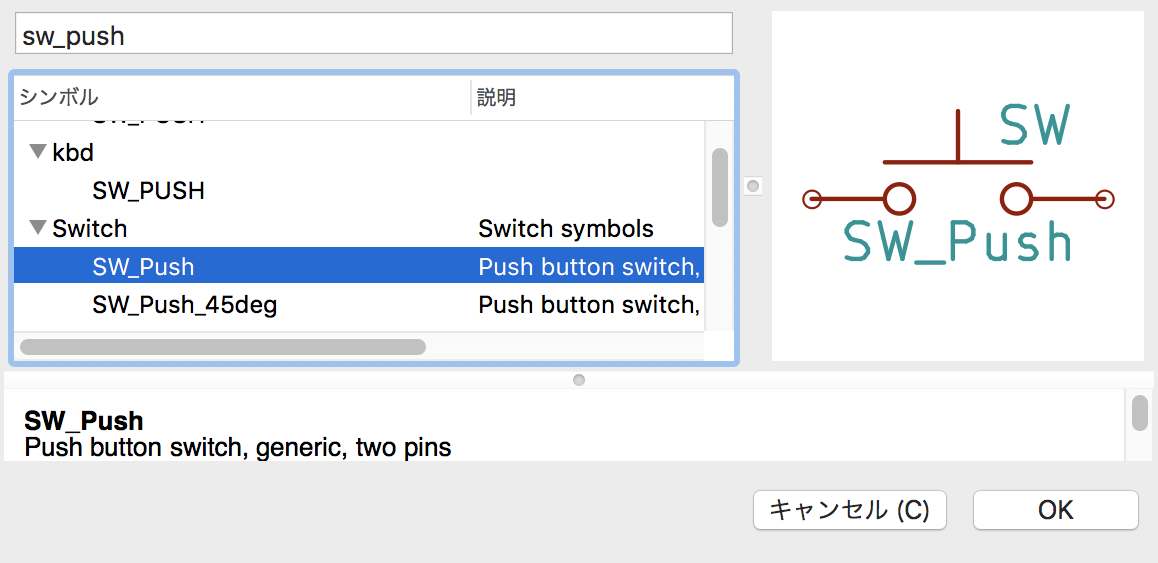 sw_push
シンボル 説明
kbd
SW_PUSH
Switch Switch symbols
SW_Push Push button switch,
SW_Push_45deg Push button switch,
SW
SW_Push
SW_Push
Push button switch, generic, two pins
キャンセル (C) OK